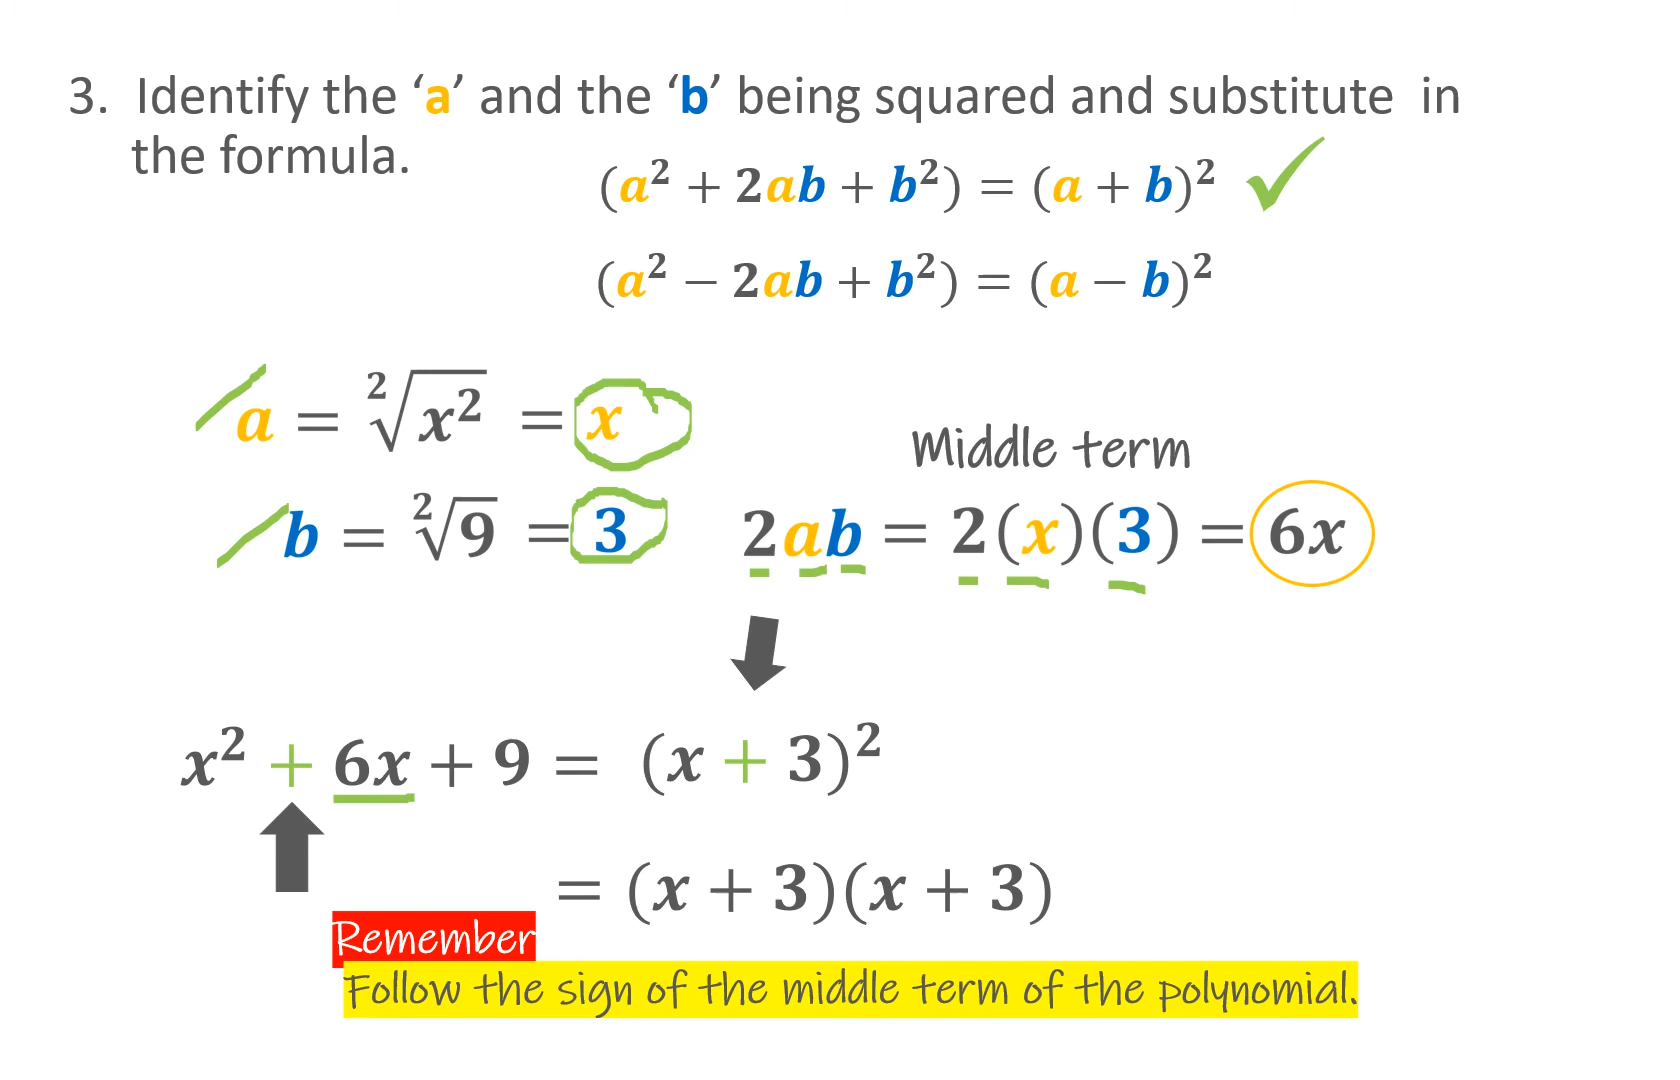 3. Identify the ‘a’ and the ‘b’ being squared and substitute in
the formula.
(a² + 2ab + b²) = (a + b)² ✓
(a² − 2ab + b²) = (a − b)²
a = ²√x² = x
Middle term
b = ²√9 = 3
2ab = 2(x)(3) = 6x
x² + 6x + 9 = (x + 3)²
= (x + 3)(x + 3)
Remember
Follow the sign of the middle term of the polynomial.